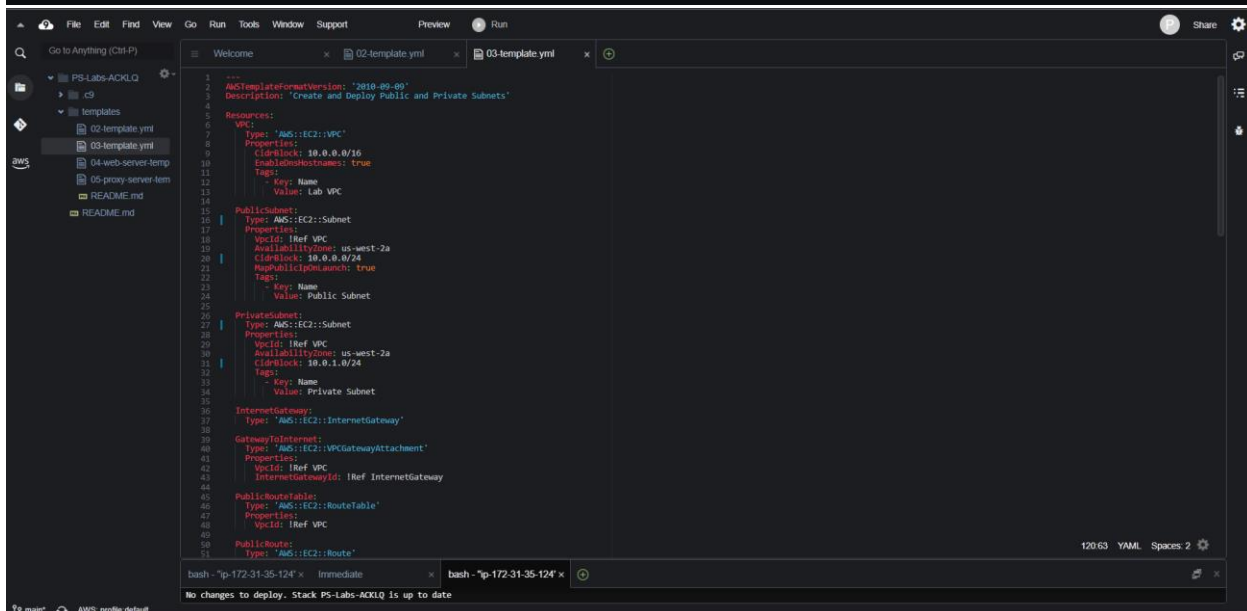 File Edit Find View Go Run Tools Window Support Preview Run Share
Go to Anything (Ctrl-P)
Welcome × 02-template.yml × 03-template.yml ×
PS-Labs-ACKLQ
.c9
templates
02-template.yml
03-template.yml
04-web-server-temp
05-proxy-server-tem
README.md
README.md
aws
1 ---
2 AWSTemplateFormatVersion: '2010-09-09'
3 Description: 'Create and Deploy Public and Private Subnets'
4
5 Resources:
6 VPC:
7 Type: 'AWS::EC2::VPC'
8 Properties:
9 CidrBlock: 10.0.0.0/16
10 EnableDnsHostnames: true
11 Tags:
12 - Key: Name
13 Value: Lab VPC
14
15 PublicSubnet:
16 Type: AWS::EC2::Subnet
17 Properties:
18 VpcId: !Ref VPC
19 AvailabilityZone: us-west-2a
20 CidrBlock: 10.0.0.0/24
21 MapPublicIpOnLaunch: true
22 Tags:
23 - Key: Name
24 Value: Public Subnet
25
26 PrivateSubnet:
27 Type: AWS::EC2::Subnet
28 Properties:
29 VpcId: !Ref VPC
30 AvailabilityZone: us-west-2a
31 CidrBlock: 10.0.1.0/24
32 Tags:
33 - Key: Name
34 Value: Private Subnet
35
36 InternetGateway:
37 Type: 'AWS::EC2::InternetGateway'
38
39 GatewayToInternet:
40 Type: 'AWS::EC2::VPCGatewayAttachment'
41 Properties:
42 VpcId: !Ref VPC
43 InternetGatewayId: !Ref InternetGateway
44
45 PublicRouteTable:
46 Type: 'AWS::EC2::RouteTable'
47 Properties:
48 VpcId: !Ref VPC
49
50 PublicRoute:
51 Type: 'AWS::EC2::Route'
120:63 YAML Spaces: 2
bash - "ip-172-31-35-124" × Immediate × bash - "ip-172-31-35-124" ×
No changes to deploy. Stack PS-Labs-ACKLQ is up to date
main* AWS: profile:default